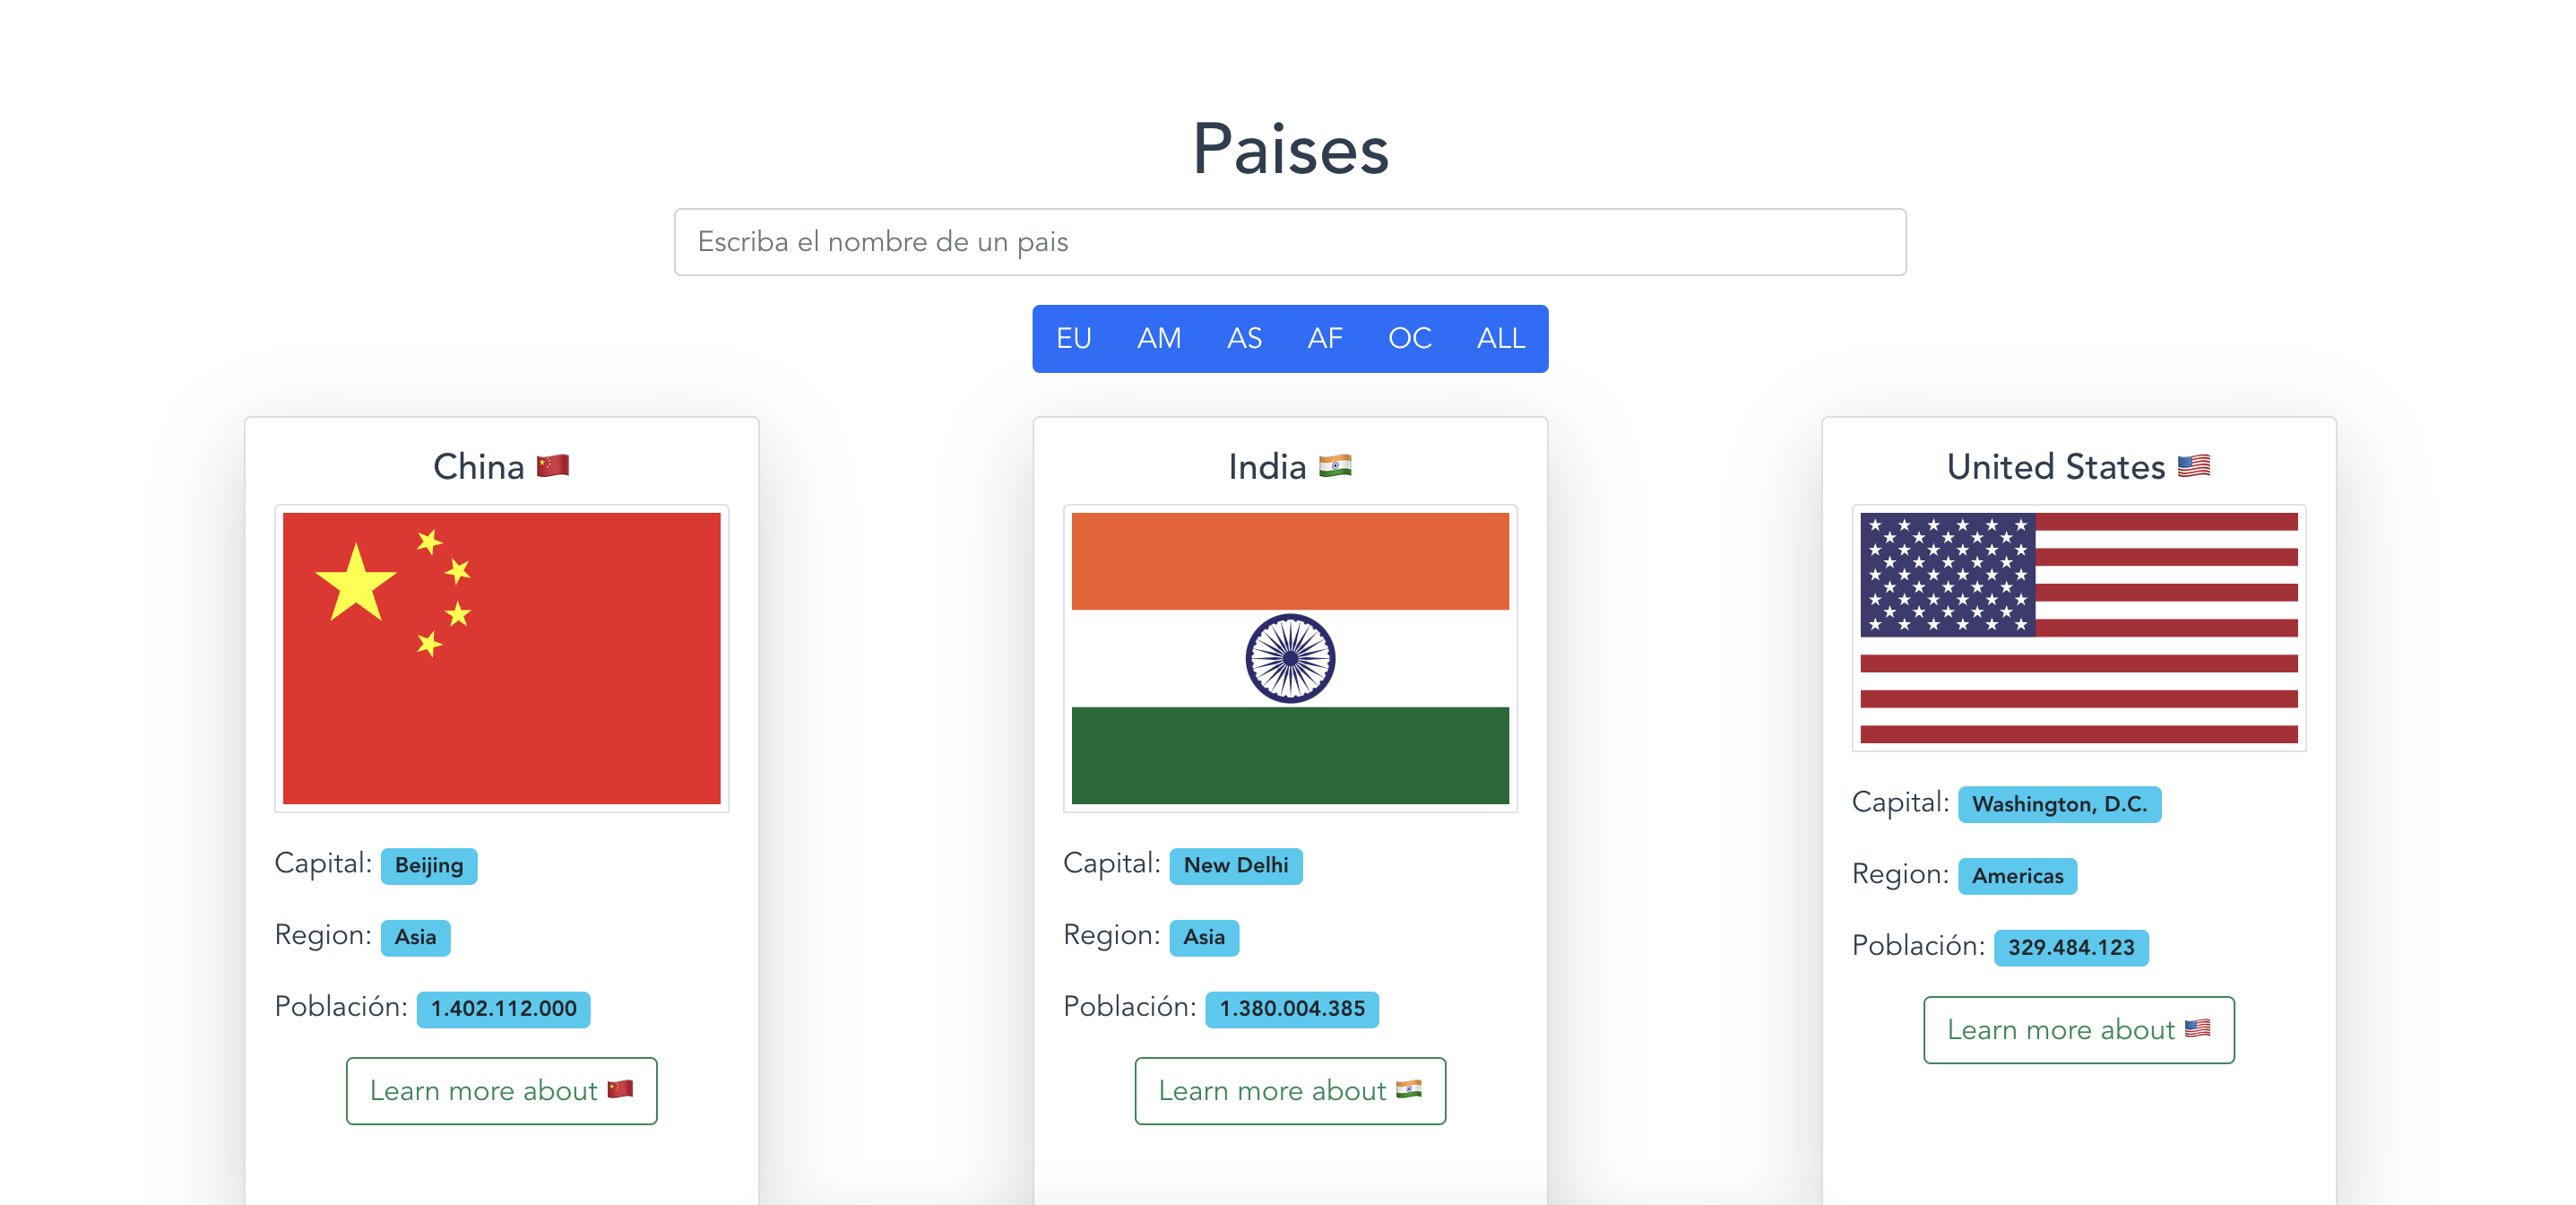 Paises
Escriba el nombre de un pais
EU AM AS AF OC ALL
China 🇨🇳
Capital: Beijing
Region: Asia
Población: 1.402.112.000
Learn more about 🇨🇳
India 🇮🇳
Capital: New Delhi
Region: Asia
Población: 1.380.004.385
Learn more about 🇮🇳
United States 🇺🇸
Capital: Washington, D.C.
Region: Americas
Población: 329.484.123
Learn more about 🇺🇸